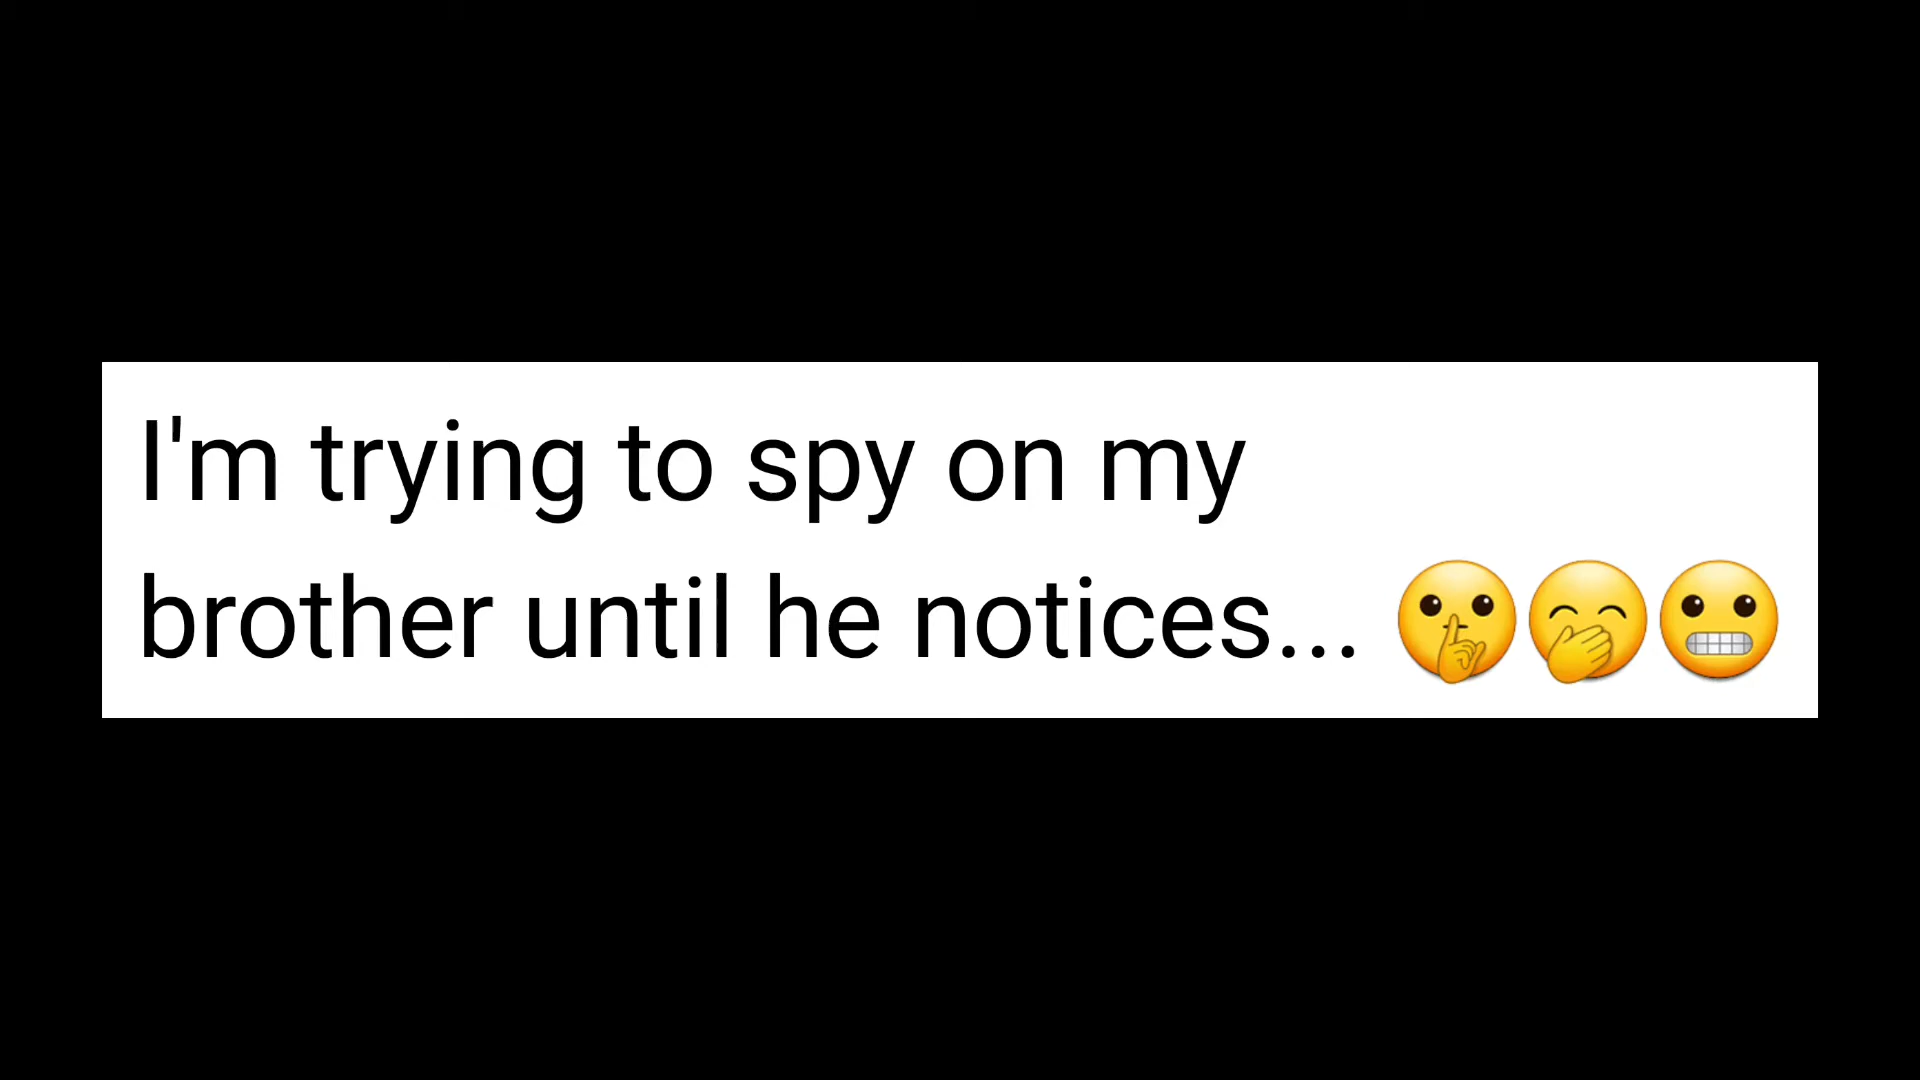 I'm trying to spy on my
brother until he notices... 🤫🤭😬